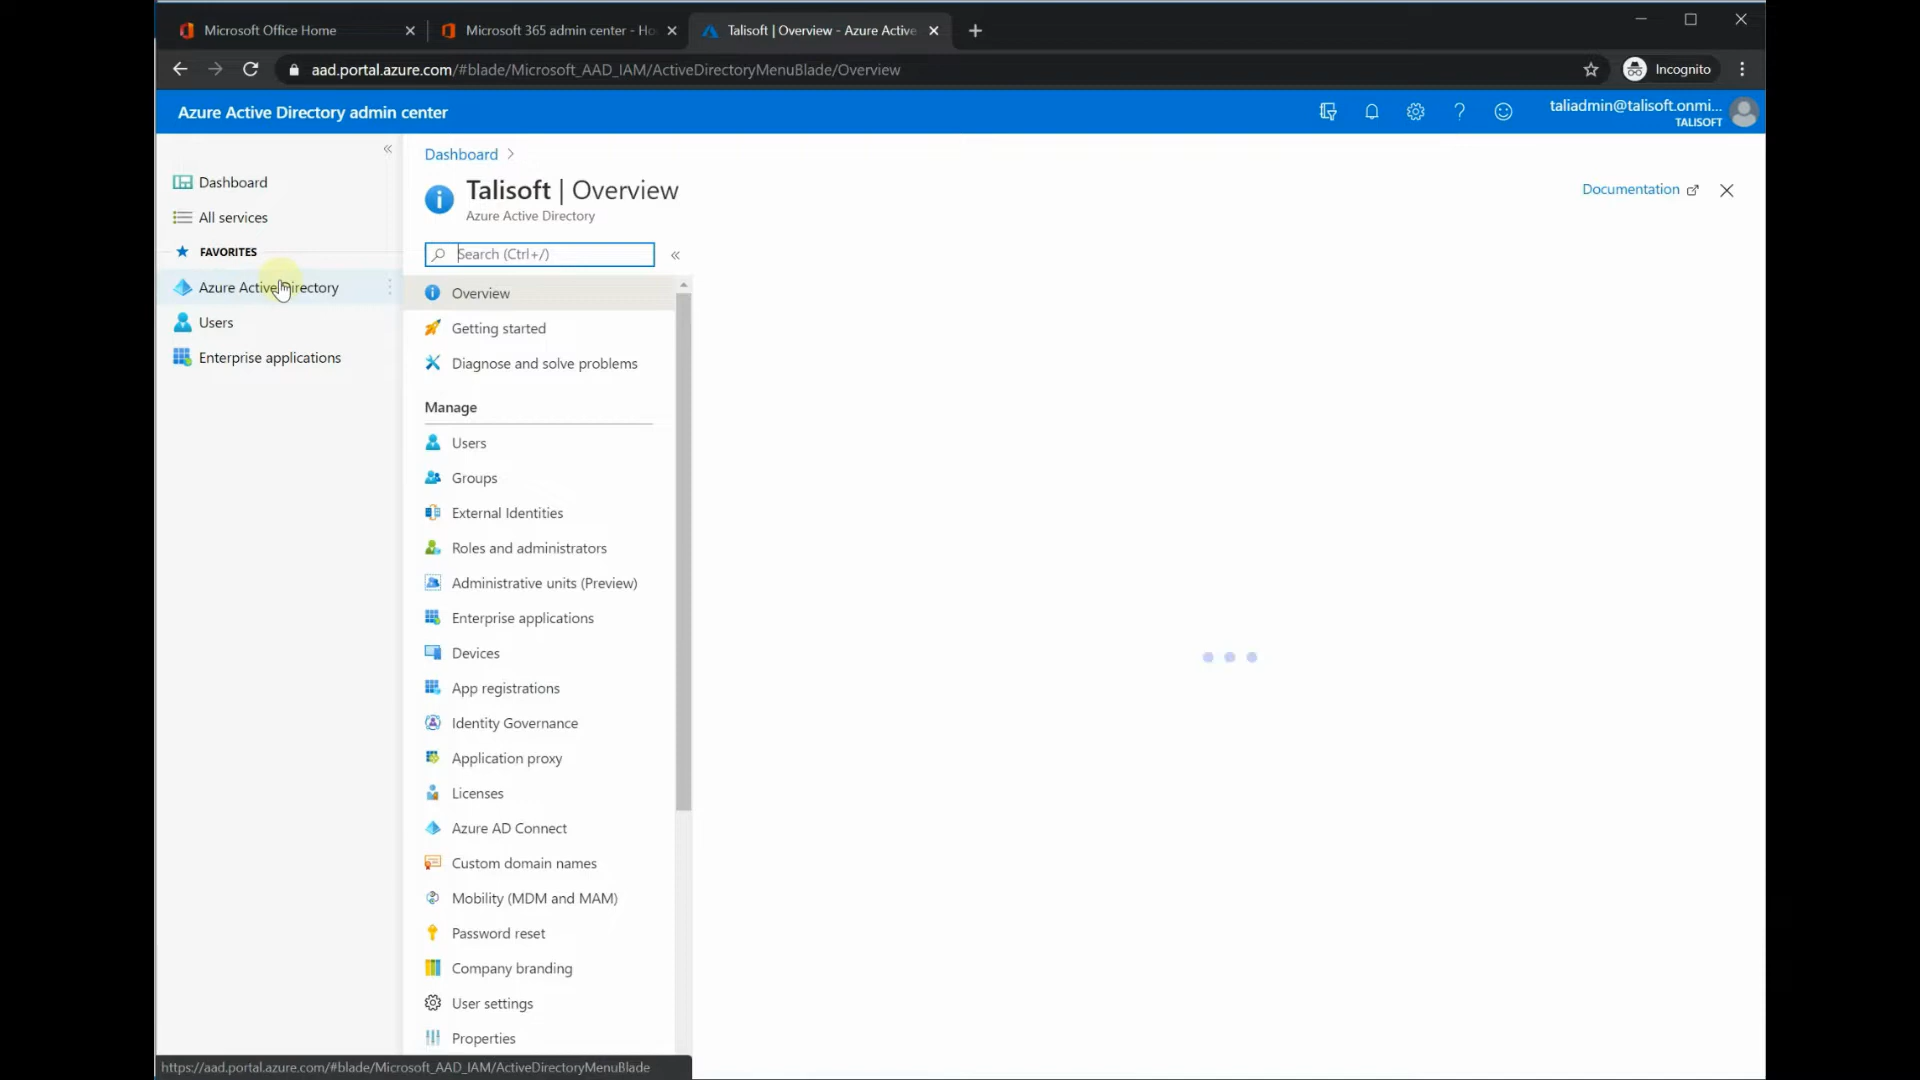 Microsoft Office Home
Microsoft 365 admin center - Ho
Talisoft | Overview - Azure Active
aad.portal.azure.com/#blade/Microsoft_AAD_IAM/ActiveDirectoryMenuBlade/Overview
Incognito
Azure Active Directory admin center
taliadmin@talisoft.onmi...
TALISOFT
Dashboard
All services
FAVORITES
Azure Active Directory
Users
Enterprise applications
Dashboard
Talisoft | Overview
Azure Active Directory
Documentation
Search (Ctrl+/)
Overview
Getting started
Diagnose and solve problems
Manage
Users
Groups
External Identities
Roles and administrators
Administrative units (Preview)
Enterprise applications
Devices
App registrations
Identity Governance
Application proxy
Licenses
Azure AD Connect
Custom domain names
Mobility (MDM and MAM)
Password reset
Company branding
User settings
Properties
https://aad.portal.azure.com/#blade/Microsoft_AAD_IAM/ActiveDirectoryMenuBlade